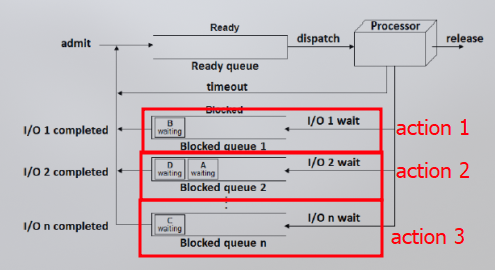 Ready
Processor
admit
dispatch
release
Ready queue
timeout
Blocked
I/O 1 completed
B
waiting
I/O 1 wait
action 1
Blocked queue 1
I/O 2 completed
D
waiting
A
waiting
I/O 2 wait
action 2
Blocked queue 2
I/O n completed
C
waiting
I/O n wait
action 3
Blocked queue n